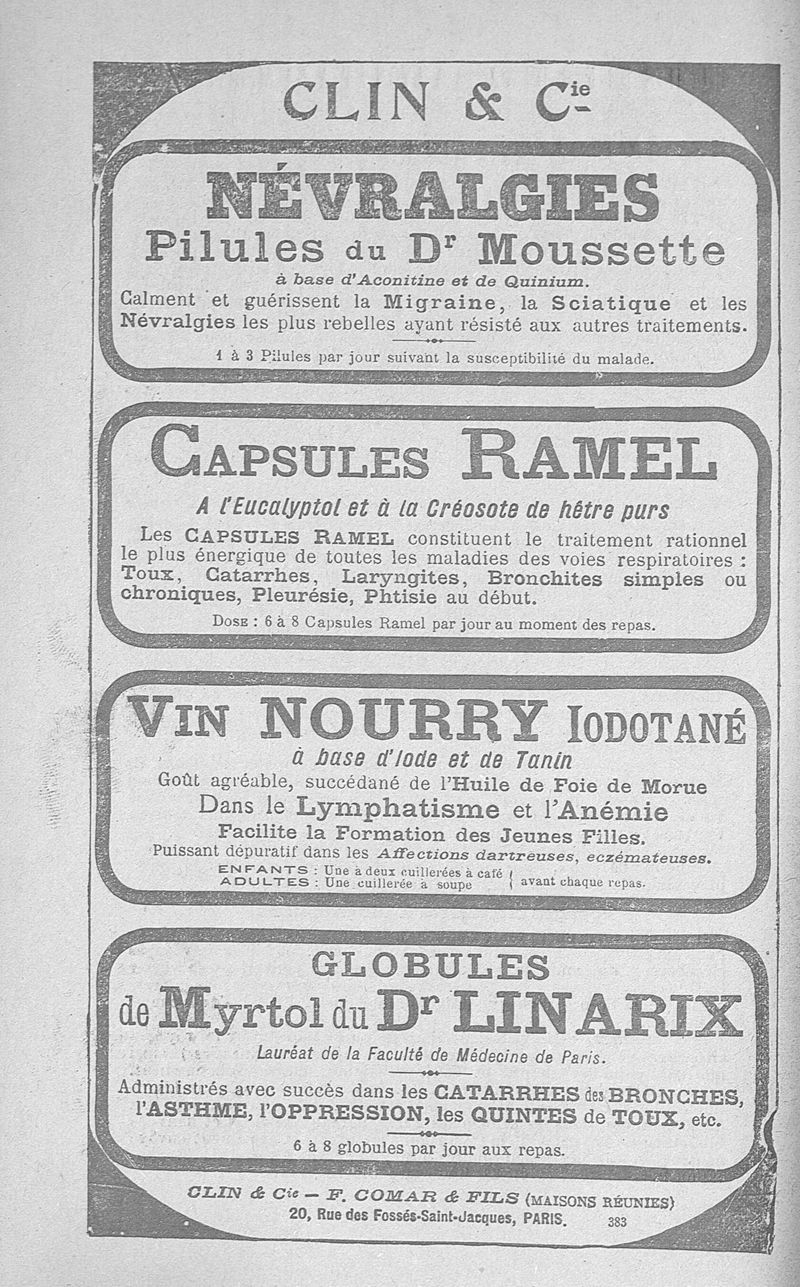 CLIN & Cie
NÉVRALGIES
Pilules du Dr Moussette
à base d'Aconitine et de Quinium.
Calment et guérissent la Migraine, la Sciatique et les
Névralgies les plus rebelles ayant résisté aux autres traitements.
1 à 3 Pilules par jour suivant la susceptibilité du malade.
CAPSULES RAMEL
A l'Eucalyptol et à la Créosote de hêtre purs
Les CAPSULES RAMEL constituent le traitement rationnel
le plus énergique de toutes les maladies des voies respiratoires :
Toux, Catarrhes, Laryngites, Bronchites simples ou
chroniques, Pleurésie, Phtisie au début.
DOSE : 6 à 8 Capsules Ramel par jour au moment des repas.
VIN NOURRY IODOTANÉ
à base d'Iode et de Tanin
Goût agréable, succédané de l'Huile de Foie de Morue
Dans le Lymphatisme et l'Anémie
Facilite la Formation des Jeunes Filles.
Puissant dépuratif dans les Affections dartreuses, eczémateuses.
ENFANTS : Une à deux cuillerées à café
ADULTES : Une cuillerée à soupe
avant chaque repas.
GLOBULES
de Myrtol du Dr LINARIX
Lauréat de la Faculté de Médecine de Paris.
Administrés avec succès dans les CATARRHES des BRONCHES,
l'ASTHME, l'OPPRESSION, les QUINTES de TOUX, etc.
6 à 8 globules par jour aux repas.
CLIN & Cie — F. COMAR & FILS (MAISONS RÉUNIES)
20, Rue des Fossés-Saint-Jacques, PARIS. 383